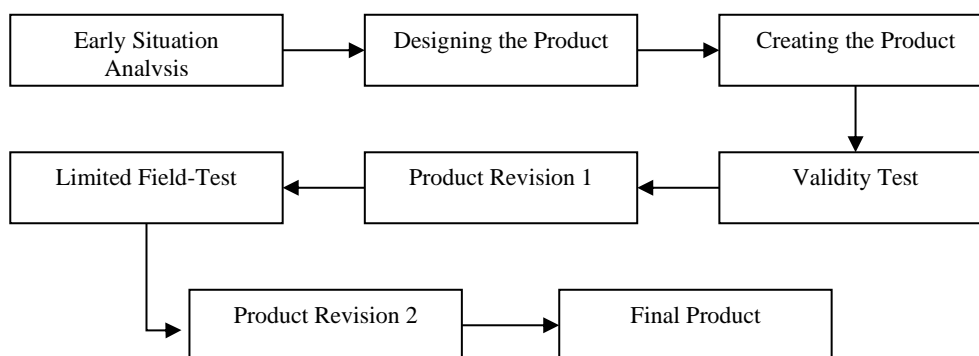 Early Situation
Analysis
Designing the Product
Creating the Product
Limited Field-Test
Product Revision 1
Validity Test
Product Revision 2
Final Product